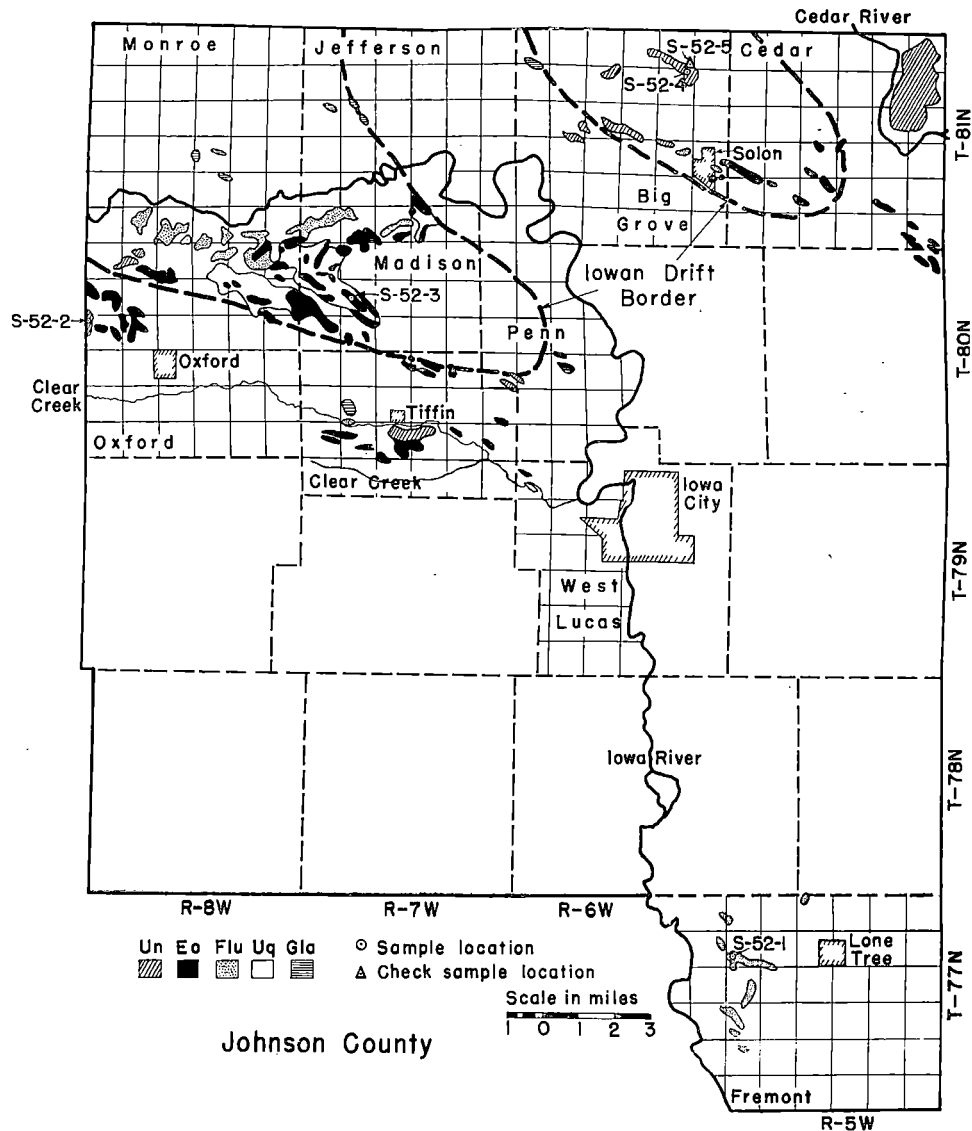 Cedar River
Monroe
Jefferson
S-52-5
Cedar
S-52-4
T-81N
Solon
Big
Grove
Madison
Iowan Drift
Border
S-52-3
S-52-2
Penn
T-80N
Oxford
Clear
Creek
Tiffin
Oxford
Clear Creek
Iowa
City
T-79N
West
Lucas
Iowa River
T-78N
R-8W
R-7W
R-6W
Un Eo Flu Uq Gla
Sample location
Check sample location
S-52-1
Lone
Tree
T-77N
Scale in miles
1 0 1 2 3
Johnson County
Fremont
R-5W